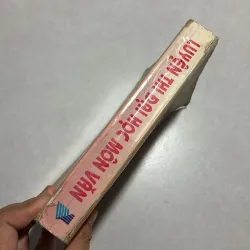 LUYỆN THI ĐẠI HỌC MÔN VĂN